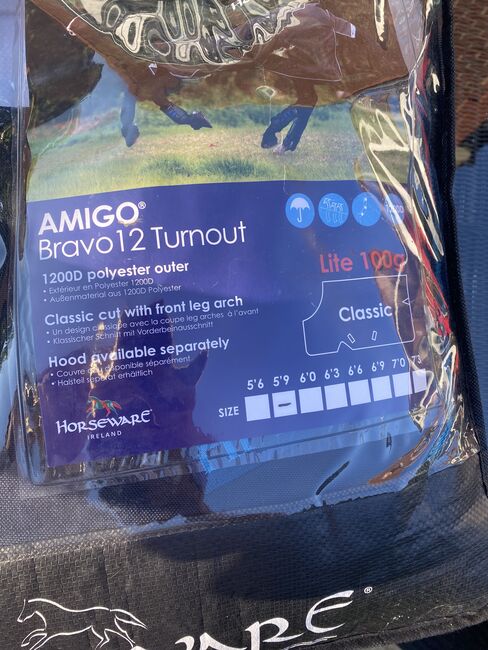 AMIGO®
Bravo12 Turnout
1200D polyester outer
• Extérieur en Polyester 1200D
• Außenmaterial aus 1200D Polyester
Lite 100g
Classic cut with front leg arch
• Un design classique avec la coupe leg arches à l'avant
• Klassischer Schnitt mit Vorderbeinausschnitt
Classic
Hood available separately
• Couvre disponible séparément
• Halsteil separat erhältlich
5'6 5'9 6'0 6'3 6'6 6'9 7'0 7'3
SIZE
HORSEWARE®
IRELAND
WARE®